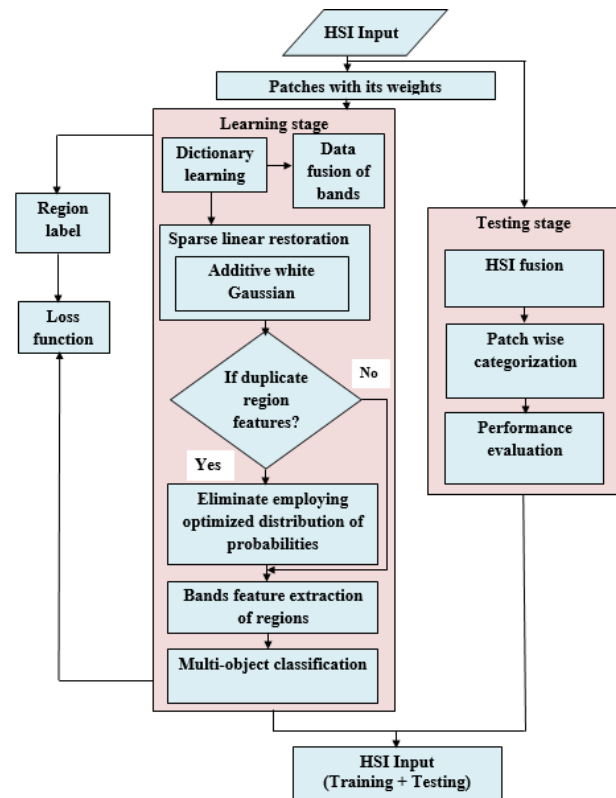 HSI Input
Patches with its weights
Learning stage
Dictionary
learning
Data
fusion of
bands
Region
label
Sparse linear restoration
Additive white
Gaussian
Loss
function
If duplicate
region
features?
No
Yes
Eliminate employing
optimized distribution of
probabilities
Bands feature extraction
of regions
Multi-object classification
Testing stage
HSI fusion
Patch wise
categorization
Performance
evaluation
HSI Input
(Training + Testing)